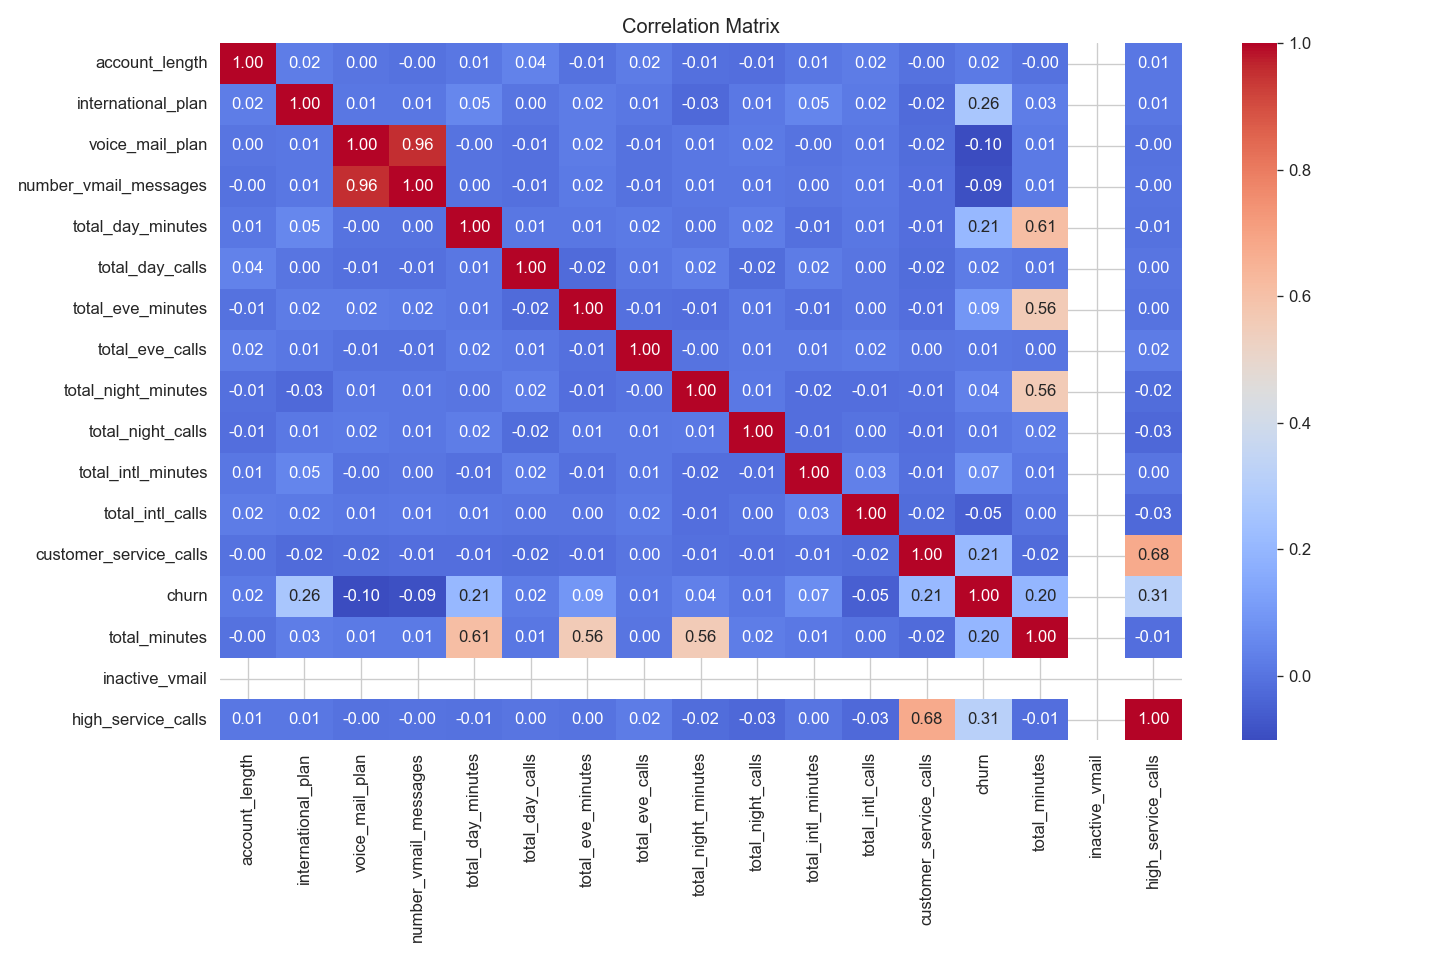 Correlation Matrix
account_length 1.00 0.02 0.00 -0.00 0.01 0.04 -0.01 0.02 -0.01 -0.01 0.01 0.02 -0.00 0.02 -0.00 0.01
international_plan 0.02 1.00 0.01 0.01 0.05 0.00 0.02 0.01 -0.03 0.01 0.05 0.02 -0.02 0.26 0.03 0.01
voice_mail_plan 0.00 0.01 1.00 0.96 -0.00 -0.01 0.02 -0.01 0.01 0.02 -0.00 0.01 -0.02 -0.10 0.01 -0.00
number_vmail_messages -0.00 0.01 0.96 1.00 0.00 -0.01 0.02 -0.01 0.01 0.01 0.00 0.01 -0.01 -0.09 0.01 -0.00
total_day_minutes 0.01 0.05 -0.00 0.00 1.00 0.01 0.01 0.02 0.00 0.02 -0.01 0.01 -0.01 0.21 0.61 -0.01
total_day_calls 0.04 0.00 -0.01 -0.01 0.01 1.00 -0.02 0.01 0.02 -0.02 0.02 0.00 -0.02 0.02 0.01 0.00
total_eve_minutes -0.01 0.02 0.02 0.02 0.01 -0.02 1.00 -0.01 -0.01 0.01 -0.01 0.00 -0.01 0.09 0.56 0.00
total_eve_calls 0.02 0.01 -0.01 -0.01 0.02 0.01 -0.01 1.00 -0.00 0.01 0.01 0.02 0.00 0.01 0.00 0.02
total_night_minutes -0.01 -0.03 0.01 0.01 0.00 0.02 -0.01 -0.00 1.00 0.01 -0.02 -0.01 -0.01 0.04 0.56 -0.02
total_night_calls -0.01 0.01 0.02 0.01 0.02 -0.02 0.01 0.01 0.01 1.00 -0.01 0.00 -0.01 0.01 0.02 -0.03
total_intl_minutes 0.01 0.05 -0.00 0.00 -0.01 0.02 -0.01 0.01 -0.02 -0.01 1.00 0.03 -0.01 0.07 0.01 0.00
total_intl_calls 0.02 0.02 0.01 0.01 0.01 0.00 0.00 0.02 -0.01 0.00 0.03 1.00 -0.02 -0.05 0.00 -0.03
customer_service_calls -0.00 -0.02 -0.02 -0.01 -0.01 -0.02 -0.01 0.00 -0.01 -0.01 -0.01 -0.02 1.00 0.21 -0.02 0.68
churn 0.02 0.26 -0.10 -0.09 0.21 0.02 0.09 0.01 0.04 0.01 0.07 -0.05 0.21 1.00 0.20 0.31
total_minutes -0.00 0.03 0.01 0.01 0.61 0.01 0.56 0.00 0.56 0.02 0.01 0.00 -0.02 0.20 1.00 -0.01
inactive_vmail
high_service_calls 0.01 0.01 -0.00 -0.00 -0.01 0.00 0.00 0.02 -0.02 -0.03 0.00 -0.03 0.68 0.31 -0.01 1.00
account_length
international_plan
voice_mail_plan
number_vmail_messages
total_day_minutes
total_day_calls
total_eve_minutes
total_eve_calls
total_night_minutes
total_night_calls
total_intl_minutes
total_intl_calls
customer_service_calls
churn
total_minutes
inactive_vmail
high_service_calls
1.0
0.8
0.6
0.4
0.2
0.0